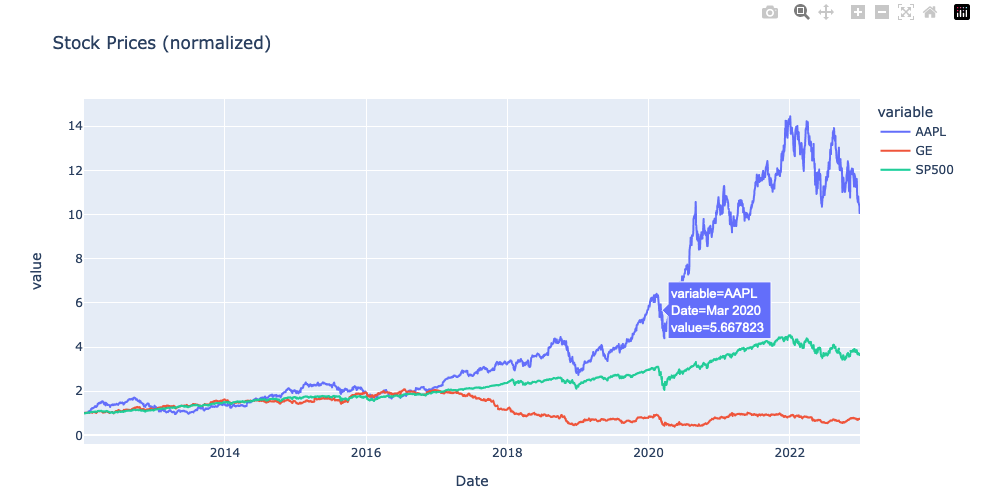 Stock Prices (normalized)
variable
AAPL
GE
SP500
14
12
10
8
6
4
2
0
value
variable=AAPL
Date=Mar 2020
value=5.667823
2014
2016
2018
2020
2022
Date